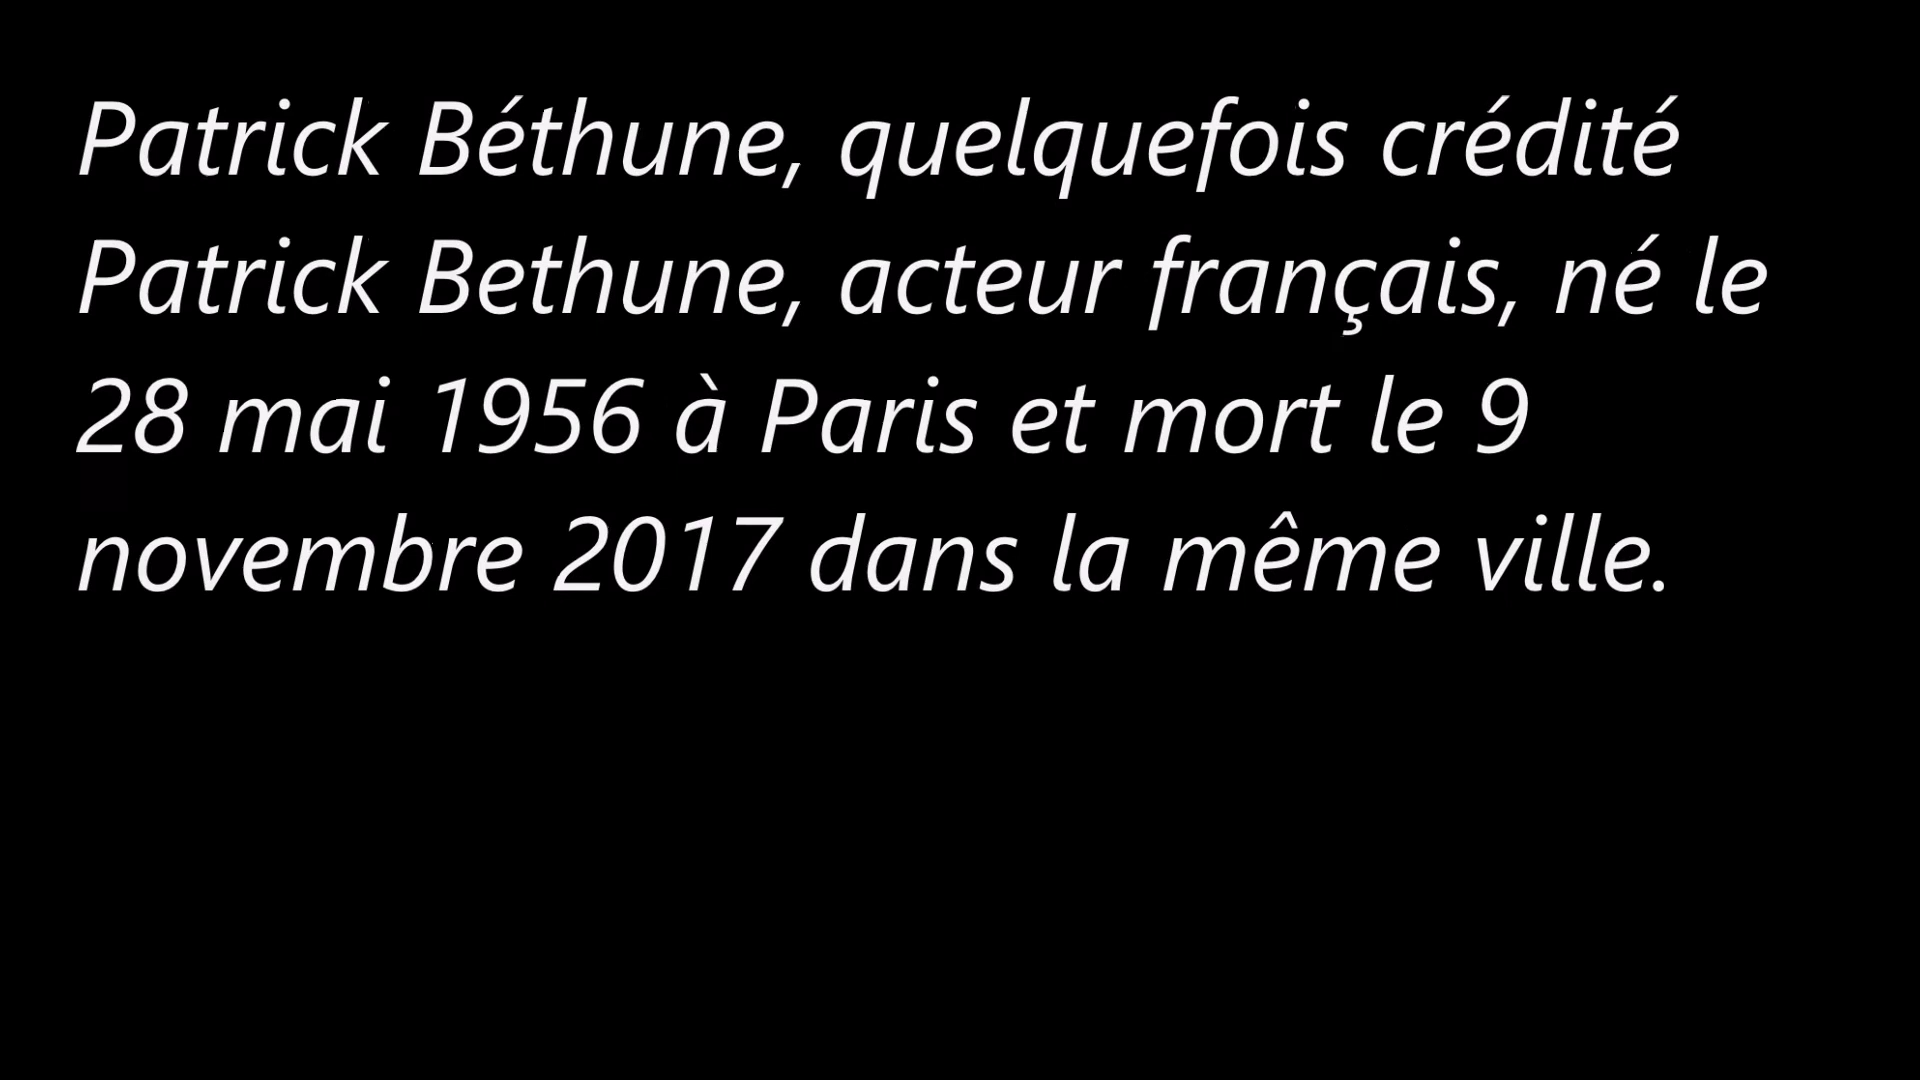 Patrick Béthune, quelquefois crédité
Patrick Bethune, acteur français, né le
28 mai 1956 à Paris et mort le 9
novembre 2017 dans la même ville.